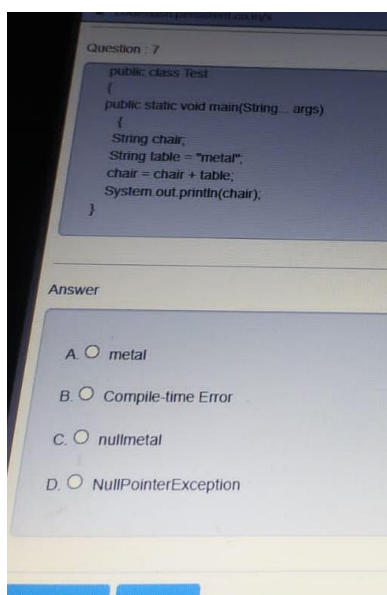 Question : 7
public class Test
{
public static void main(String... args)
{
String chair;
String table = "metal";
chair = chair + table;
System.out.println(chair);
}
Answer
A. metal
B. Compile-time Error
C. nullmetal
D. NullPointerException